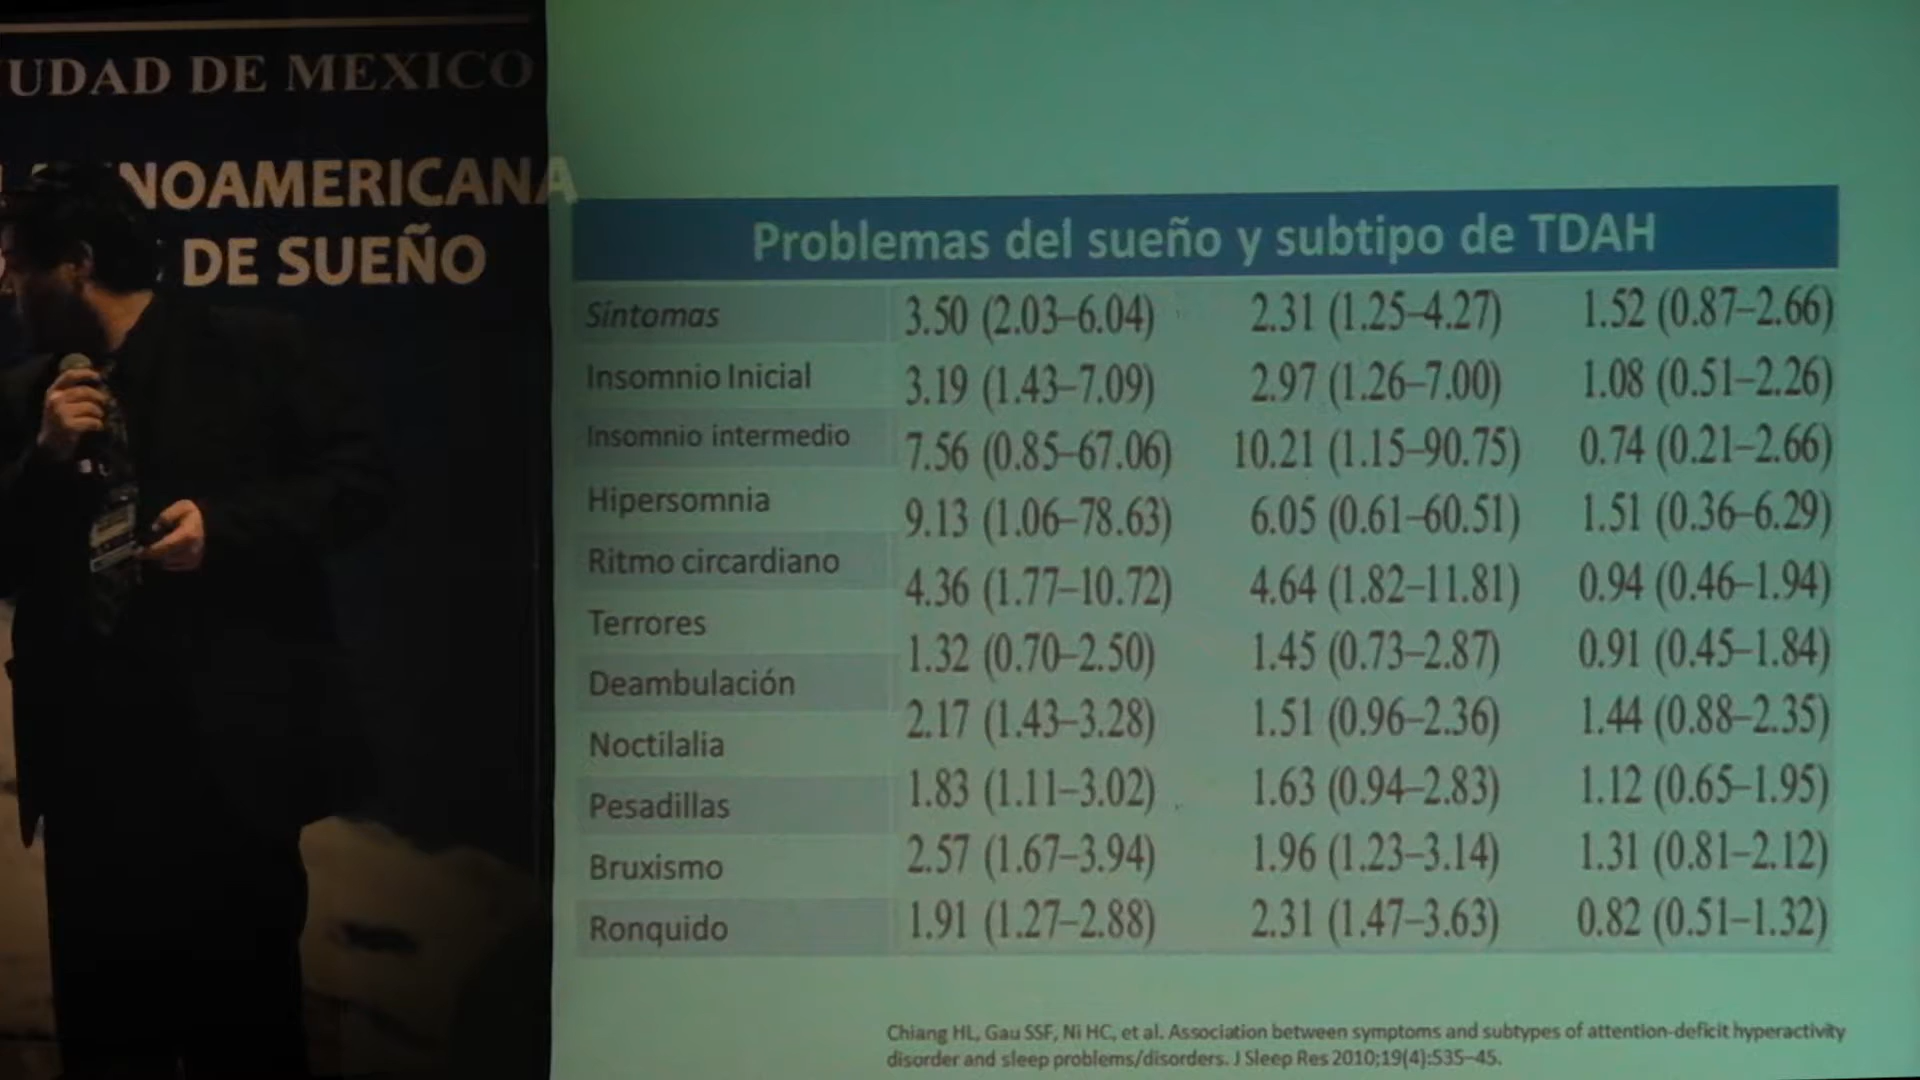 UDAD DE MEXICO
NOAMERICANA
DE SUEÑO
Problemas del sueño y subtipo de TDAH
Síntomas 3.50 (2.03–6.04) 2.31 (1.25–4.27) 1.52 (0.87–2.66)
Insomnio Inicial 3.19 (1.43–7.09) 2.97 (1.26–7.00) 1.08 (0.51–2.26)
Insomnio intermedio 7.56 (0.85–67.06) 10.21 (1.15–90.75) 0.74 (0.21–2.66)
Hipersomnia 9.13 (1.06–78.63) 6.05 (0.61–60.51) 1.51 (0.36–6.29)
Ritmo circardiano 4.36 (1.77–10.72) 4.64 (1.82–11.81) 0.94 (0.46–1.94)
Terrores 1.32 (0.70–2.50) 1.45 (0.73–2.87) 0.91 (0.45–1.84)
Deambulación 2.17 (1.43–3.28) 1.51 (0.96–2.36) 1.44 (0.88–2.35)
Noctilalia 1.83 (1.11–3.02) 1.63 (0.94–2.83) 1.12 (0.65–1.95)
Pesadillas 2.57 (1.67–3.94) 1.96 (1.23–3.14) 1.31 (0.81–2.12)
Bruxismo 1.91 (1.27–2.88) 2.31 (1.47–3.63) 0.82 (0.51–1.32)
Ronquido
Chiang HL, Gau SSF, Ni HC, et al. Association between symptoms and subtypes of attention-deficit hyperactivity
disorder and sleep problems/disorders. J Sleep Res 2010;19(4):535–45.